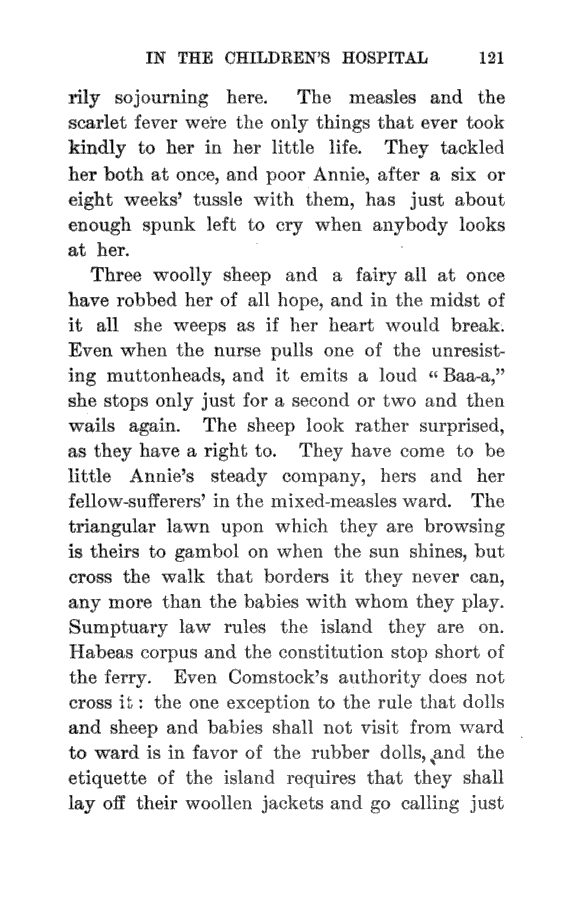 IN THE CHILDREN'S HOSPITAL 121
rily sojourning here. The measles and the
scarlet fever were the only things that ever took
kindly to her in her little life. They tackled
her both at once, and poor Annie, after a six or
eight weeks' tussle with them, has just about
enough spunk left to cry when anybody looks
at her.
Three woolly sheep and a fairy all at once
have robbed her of all hope, and in the midst of
it all she weeps as if her heart would break.
Even when the nurse pulls one of the unresist-
ing muttonheads, and it emits a loud “Baa-a,”
she stops only just for a second or two and then
wails again. The sheep look rather surprised,
as they have a right to. They have come to be
little Annie's steady company, hers and her
fellow-sufferers' in the mixed-measles ward. The
triangular lawn upon which they are browsing
is theirs to gambol on when the sun shines, but
cross the walk that borders it they never can,
any more than the babies with whom they play.
Sumptuary law rules the island they are on.
Habeas corpus and the constitution stop short of
the ferry. Even Comstock's authority does not
cross it: the one exception to the rule that dolls
and sheep and babies shall not visit from ward
to ward is in favor of the rubber dolls, and the
etiquette of the island requires that they shall
lay off their woollen jackets and go calling just